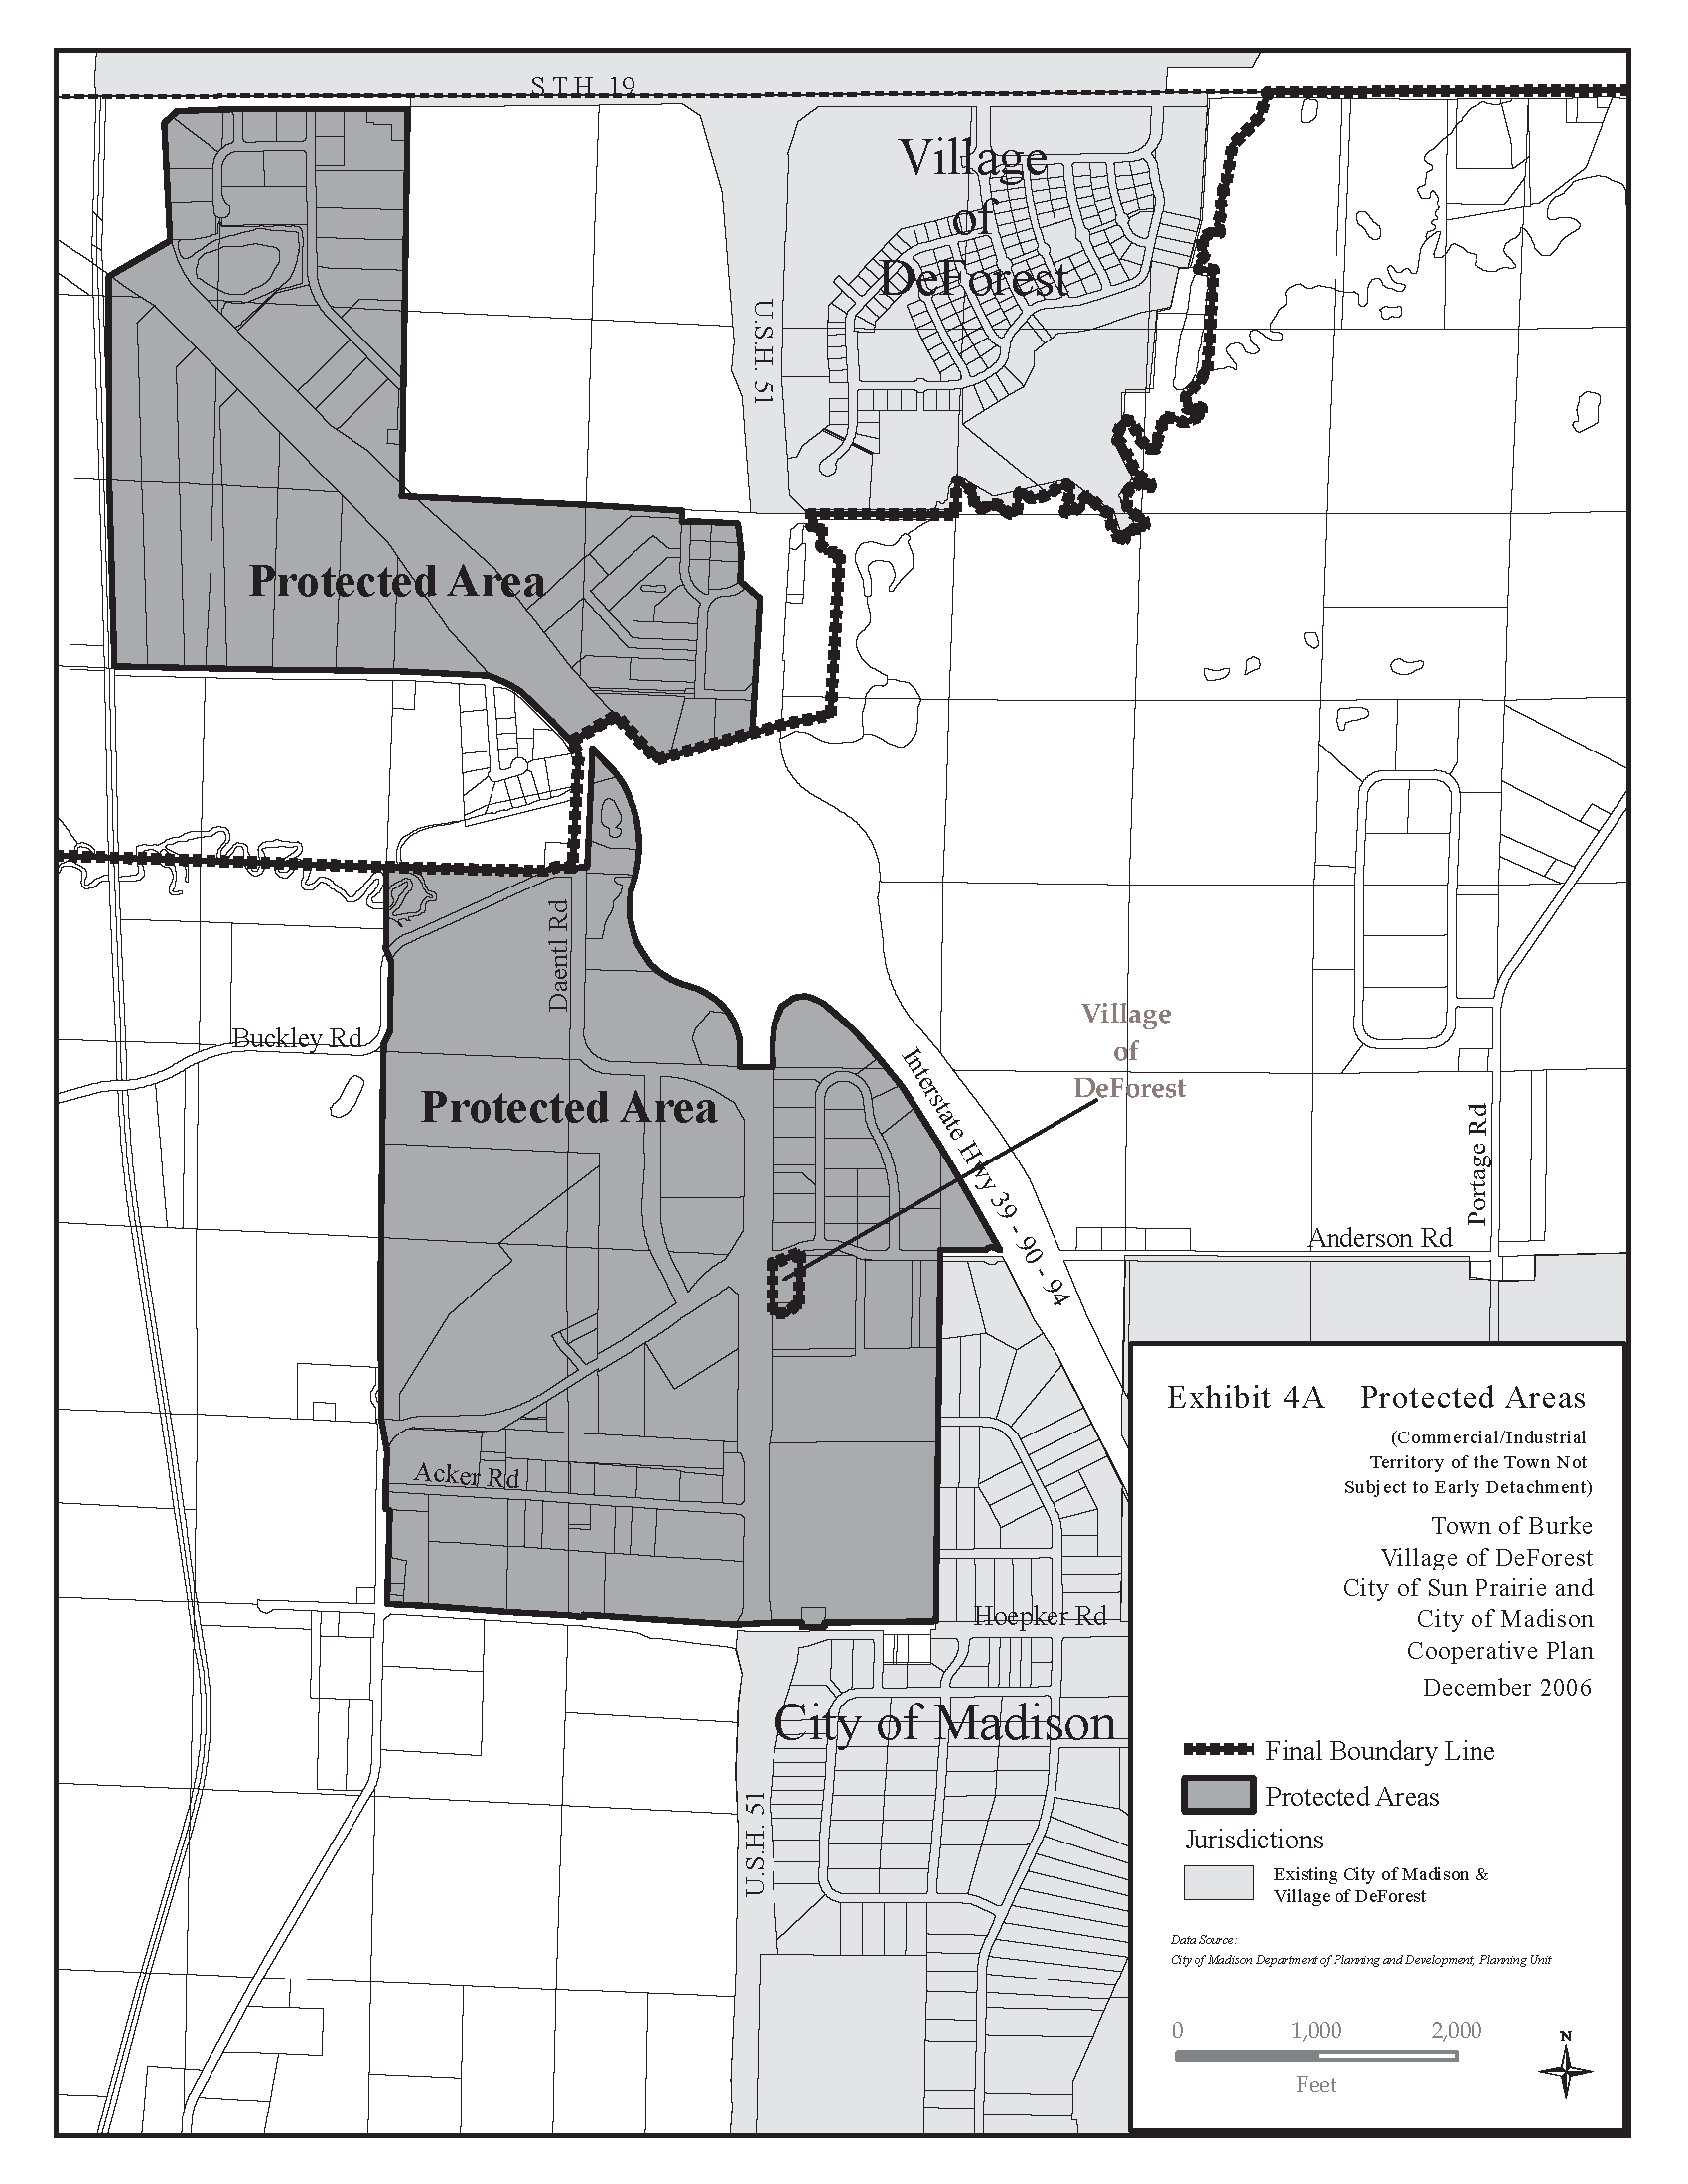 S.T.H. 19
Village
of
DeForest
U.S.H. 51
Protected Area
Daentl Rd
Buckley Rd
Village
of
DeForest
Interstate Hwy 39 - 90 - 94
Protected Area
Portage Rd
Anderson Rd
Acker Rd
Hoepker Rd
City of Madison
U.S.H. 51
Exhibit 4A Protected Areas
(Commercial/Industrial
Territory of the Town Not
Subject to Early Detachment)
Town of Burke
Village of DeForest
City of Sun Prairie and
City of Madison
Cooperative Plan
December 2006
Final Boundary Line
Protected Areas
Jurisdictions
Existing City of Madison &
Village of DeForest
Data Source:
City of Madison Department of Planning and Development, Planning Unit
0 1,000 2,000
Feet
N